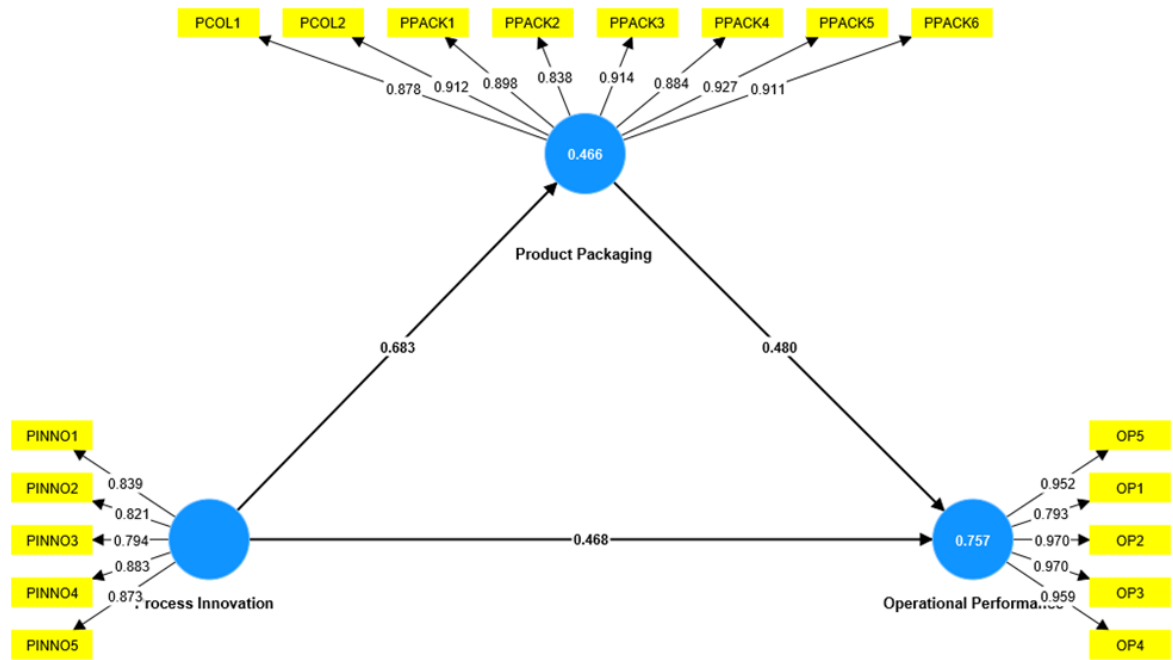 PCOL1 PCOL2 PPACK1 PPACK2 PPACK3 PPACK4 PPACK5 PPACK6
0.878 0.912 0.898 0.838 0.914 0.884 0.927 0.911
0.466
Product Packaging
0.683 0.480
PINNO1
PINNO2
PINNO3
PINNO4
PINNO5
0.839
0.821
0.794
0.883
0.873
Process Innovation
0.468
0.757
Operational Performance
0.952
0.793
0.970
0.970
0.959
OP5
OP1
OP2
OP3
OP4